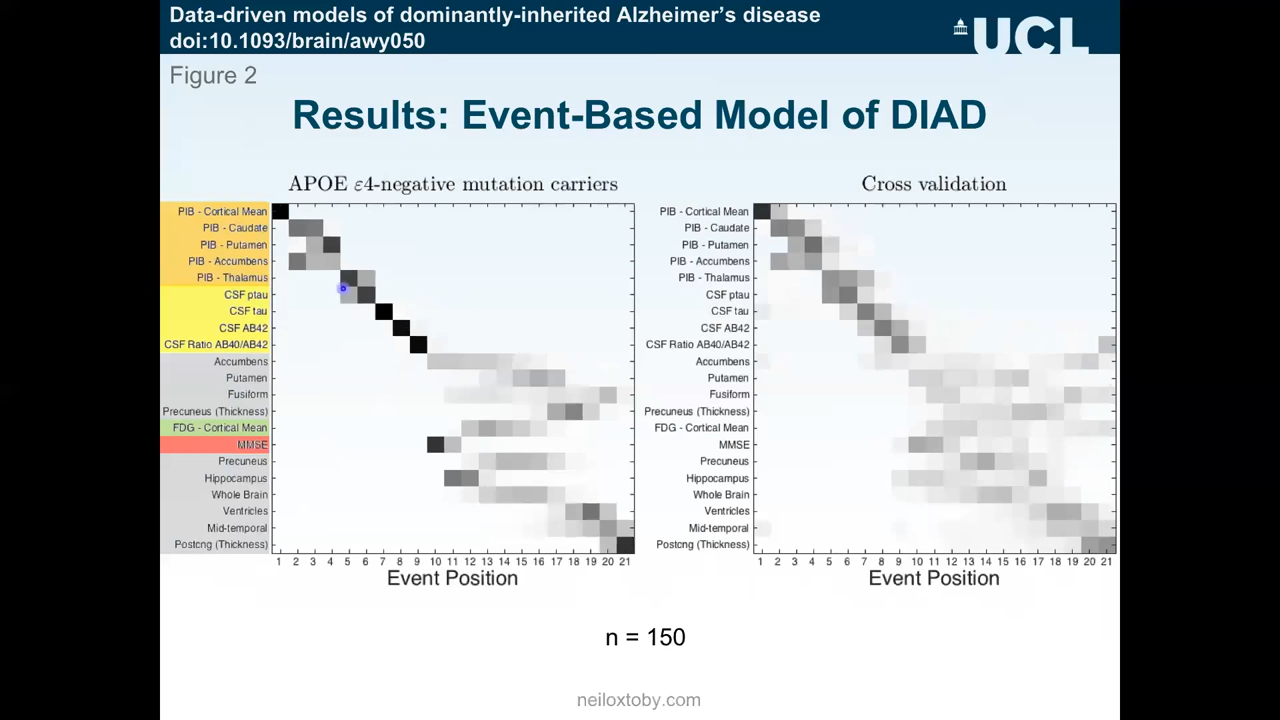 Data-driven models of dominantly-inherited Alzheimer's disease
doi:10.1093/brain/awy050
UCL
Figure 2
Results: Event-Based Model of DIAD
APOE ε4-negative mutation carriers
PIB - Cortical Mean
PIB - Caudate
PIB - Putamen
PIB - Accumbens
PIB - Thalamus
CSF ptau
CSF tau
CSF AB42
CSF Ratio AB40/AB42
Accumbens
Putamen
Fusiform
Precuneus (Thickness)
FDG - Cortical Mean
MMSE
Precuneus
Hippocampus
Whole Brain
Ventricles
Mid-temporal
Postcng (Thickness)
1 2 3 4 5 6 7 8 9 10 11 12 13 14 15 16 17 18 19 20 21
Event Position
Cross validation
PIB - Cortical Mean
PIB - Caudate
PIB - Putamen
PIB - Accumbens
PIB - Thalamus
CSF ptau
CSF tau
CSF AB42
CSF Ratio AB40/AB42
Accumbens
Putamen
Fusiform
Precuneus (Thickness)
FDG - Cortical Mean
MMSE
Precuneus
Hippocampus
Whole Brain
Ventricles
Mid-temporal
Postcng (Thickness)
1 2 3 4 5 6 7 8 9 10 11 12 13 14 15 16 17 18 19 20 21
Event Position
n = 150
neiloxtoby.com